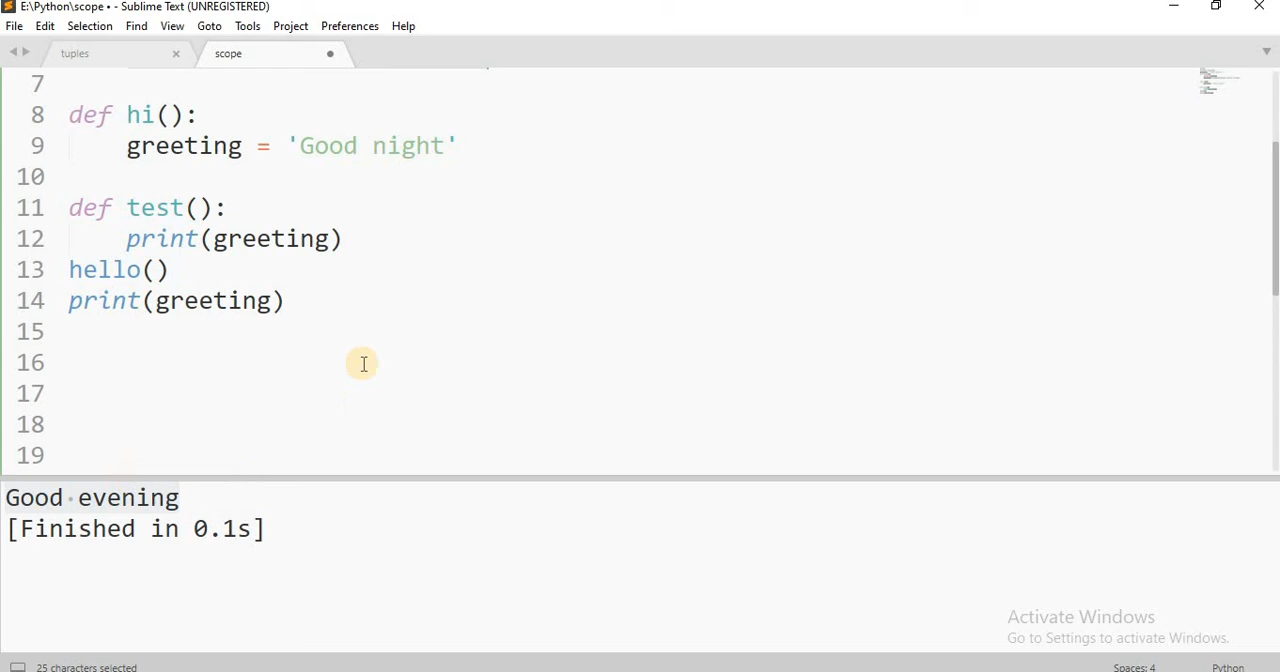 E:\Python\scope • - Sublime Text (UNREGISTERED)
File Edit Selection Find View Goto Tools Project Preferences Help
tuples × scope
7
8 def hi():
9 greeting = 'Good night'
10
11 def test():
12 print(greeting)
13 hello()
14 print(greeting)
15
16
17
18
19
Good·evening
[Finished in 0.1s]
Activate Windows
Go to Settings to activate Windows.
25 characters selected Spaces: 4 Python